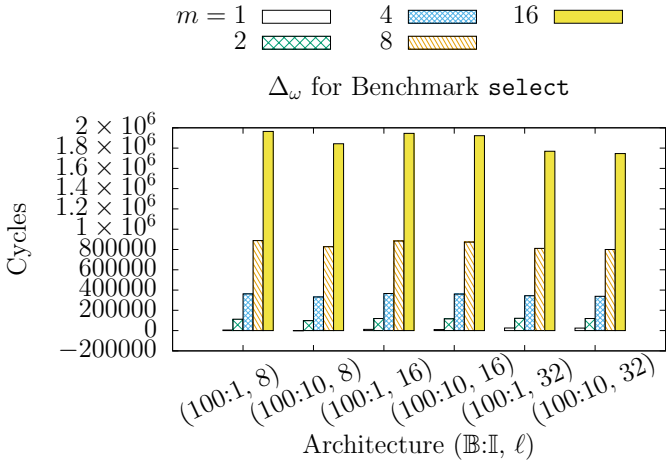 m = 1 4 16
2 8
Δω for Benchmark select
2 × 10^6
1.8 × 10^6
1.6 × 10^6
1.4 × 10^6
1.2 × 10^6
1 × 10^6
800000
600000
400000
200000
0
−200000
Cycles
(100:1, 8)
(100:10, 8)
(100:1, 16)
(100:10, 16)
(100:1, 32)
(100:10, 32)
Architecture (𝔹:𝕀, ℓ)